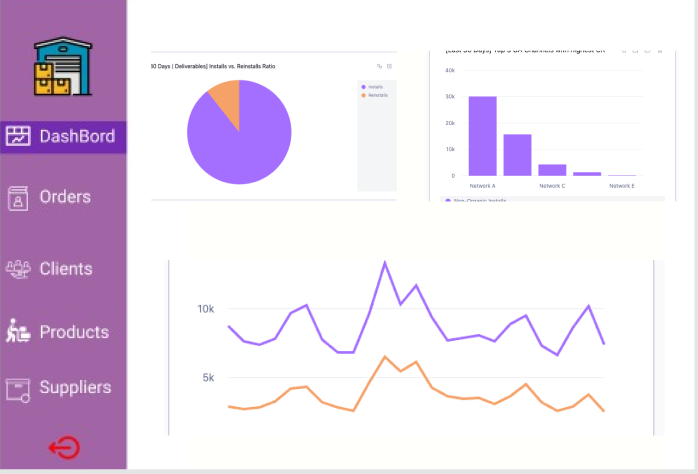 DashBord
Orders
Clients
Products
Suppliers
30 Days | Deliverables] Installs vs. Reinstalls Ratio
Installs
Reinstalls
[Last 30 Days] Top 5 UA Channels with highest CR
40k
30k
20k
10k
0
Network A
Network C
Network E
Non-Organic Installs
10k
5k